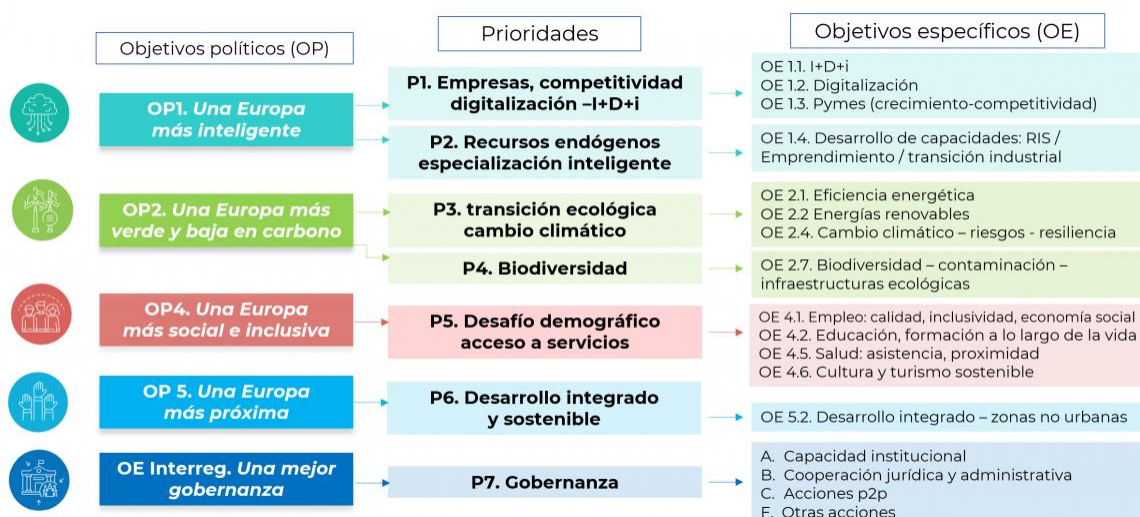 Objetivos políticos (OP)
Prioridades
Objetivos específicos (OE)
OP1. Una Europa
más inteligente
P1. Empresas, competitividad
digitalización –I+D+i
OE 1.1. I+D+i
OE 1.2. Digitalización
OE 1.3. Pymes (crecimiento-competitividad)
P2. Recursos endógenos
especialización inteligente
OE 1.4. Desarrollo de capacidades: RIS /
Emprendimiento / transición industrial
OP2. Una Europa más
verde y baja en carbono
P3. transición ecológica
cambio climático
OE 2.1. Eficiencia energética
OE 2.2 Energías renovables
OE 2.4. Cambio climático – riesgos - resiliencia
P4. Biodiversidad
OE 2.7. Biodiversidad – contaminación –
infraestructuras ecológicas
OP4. Una Europa
más social e inclusiva
P5. Desafío demográfico
acceso a servicios
OE 4.1. Empleo: calidad, inclusividad, economía social
OE 4.2. Educación, formación a lo largo de la vida
OE 4.5. Salud: asistencia, proximidad
OE 4.6. Cultura y turismo sostenible
OP 5. Una Europa
más próxima
P6. Desarrollo integrado
y sostenible
OE 5.2. Desarrollo integrado – zonas no urbanas
OE Interreg. Una mejor
gobernanza
P7. Gobernanza
A. Capacidad institucional
B. Cooperación jurídica y administrativa
C. Acciones p2p
F. Otras acciones